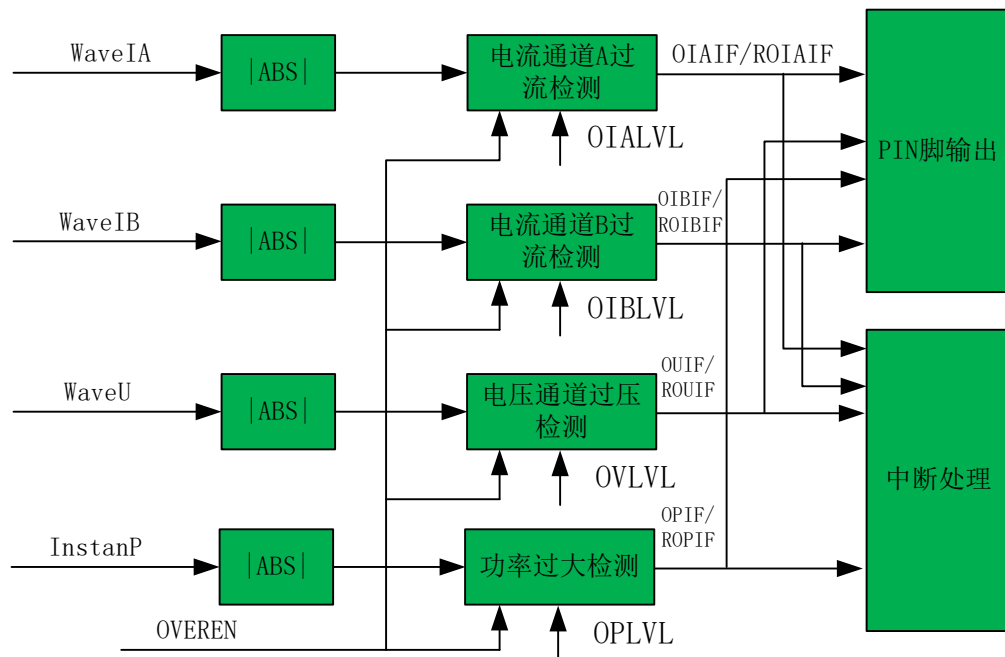 WaveIA
|ABS|
电流通道A过
流检测
OIAIF/ROIAIF
OIALVL
PIN脚输出
WaveIB
|ABS|
电流通道B过
流检测
OIBIF/
ROIBIF
OIBLVL
WaveU
|ABS|
电压通道过压
检测
OUIF/
ROUIF
OVLVL
中断处理
InstanP
|ABS|
功率过大检测
OPIF/
ROPIF
OVEREN
OPLVL